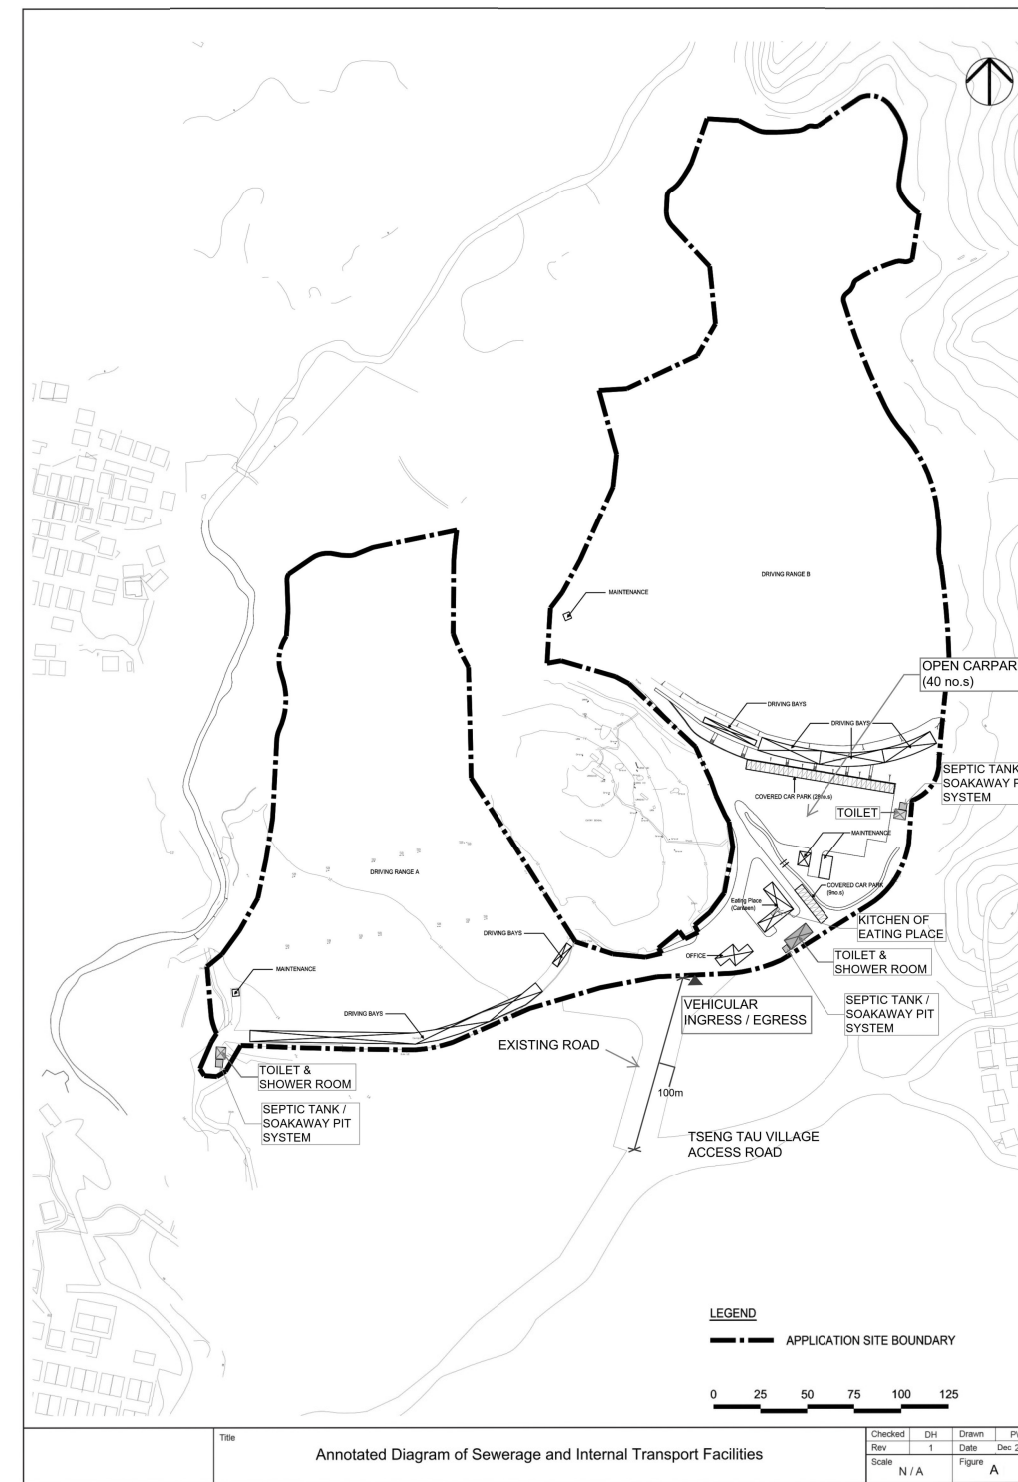 DRIVING RANGE B
MAINTENANCE
OPEN CARPAR
(40 no.s)
DRIVING BAYS
DRIVING BAYS
SEPTIC TANK
SOAKAWAY P
SYSTEM
COVERED CAR PARK
TOILET
MAINTENANCE
DRIVING RANGE A
COVERED CAR PARK
(9no.s)
Eating Place
(Canteen)
KITCHEN OF
EATING PLACE
DRIVING BAYS
OFFICE
TOILET &
SHOWER ROOM
MAINTENANCE
VEHICULAR
INGRESS / EGRESS
SEPTIC TANK /
SOAKAWAY PIT
SYSTEM
DRIVING BAYS
EXISTING ROAD
TOILET &
SHOWER ROOM
100m
SEPTIC TANK /
SOAKAWAY PIT
SYSTEM
TSENG TAU VILLAGE
ACCESS ROAD
LEGEND
APPLICATION SITE BOUNDARY
0 25 50 75 100 125
Title
Annotated Diagram of Sewerage and Internal Transport Facilities
Checked DH Drawn
Rev 1 Date Dec 2
Scale N / A Figure A